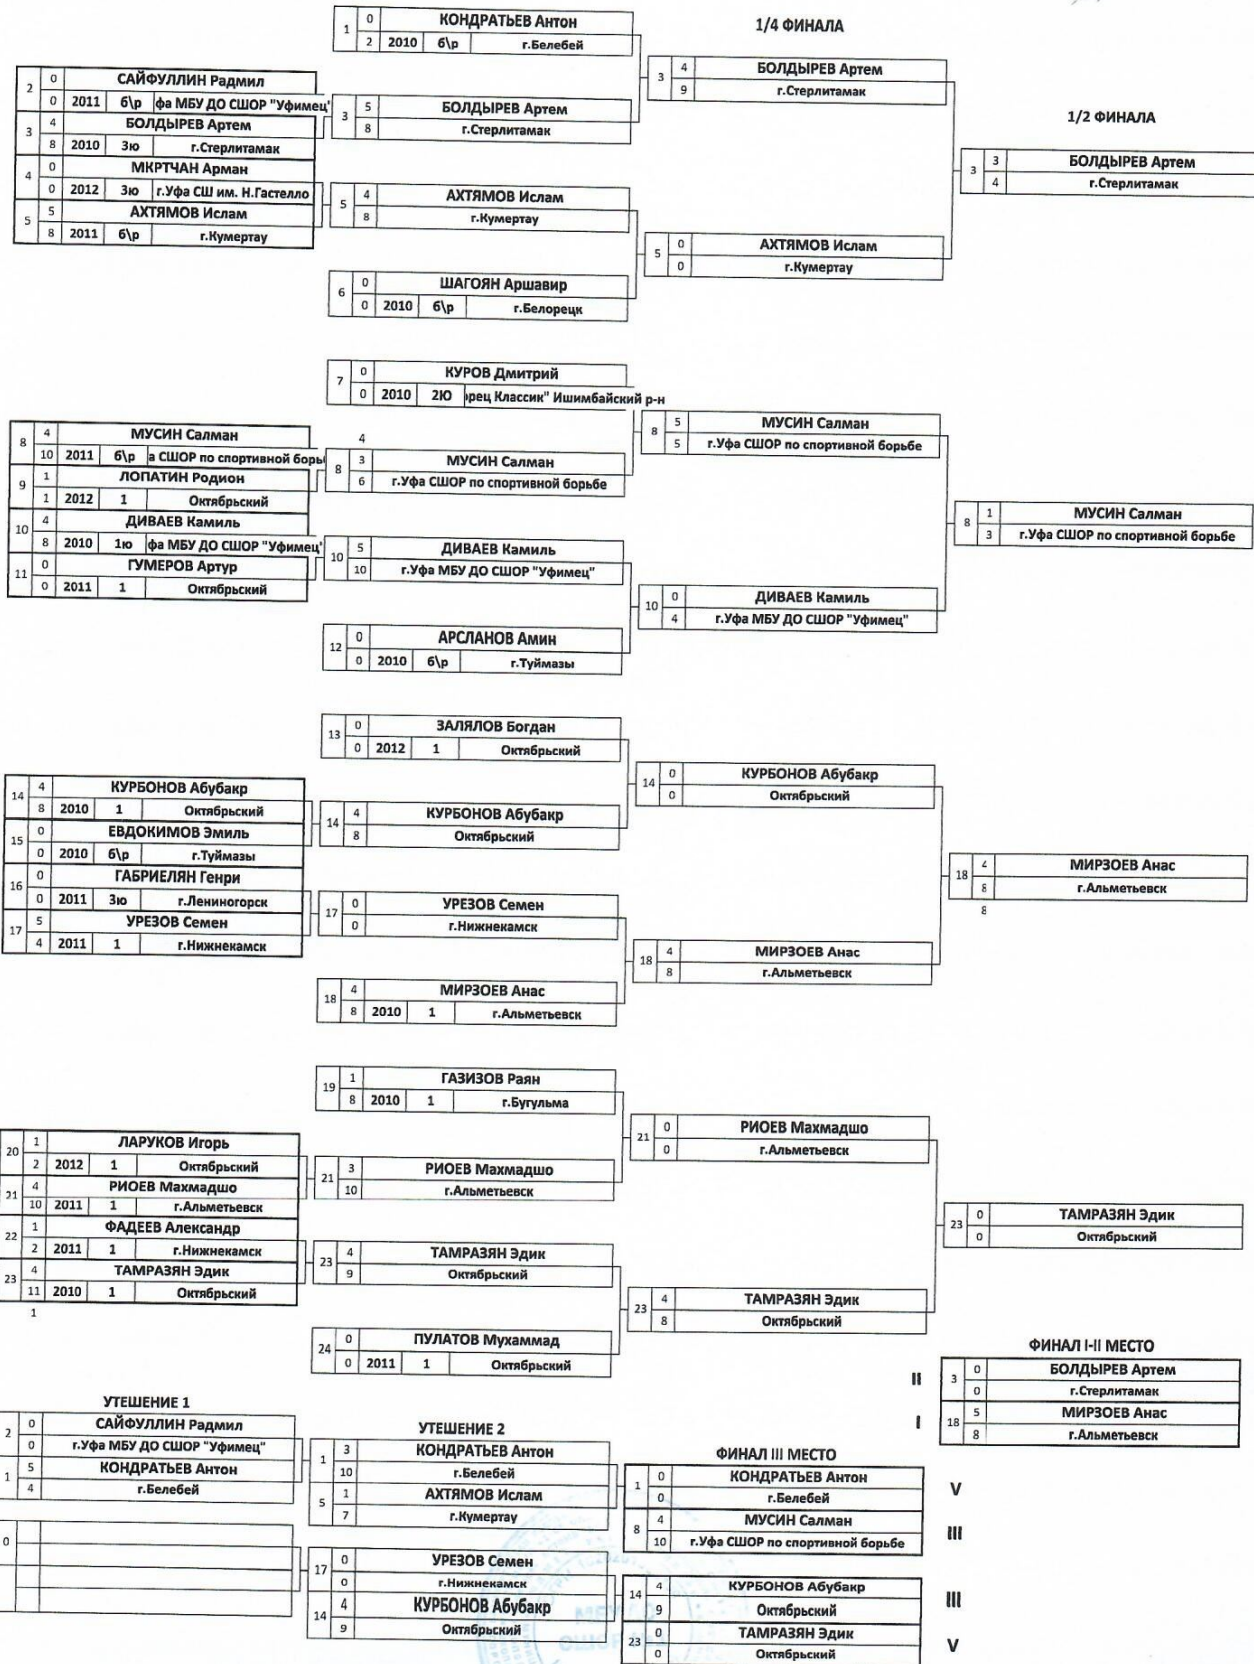 1/4 ФИНАЛА
1/2 ФИНАЛА
1 0 КОНДРАТЬЕВ Антон
2 2010 б\р г.Белебей
2 0 САЙФУЛЛИН Радмил
0 2011 б\р фа МБУ ДО СШОР "Уфимец"
3 4 БОЛДЫРЕВ Артем
8 2010 3ю г.Стерлитамак
4 0 МКРТЧАН Арман
0 2012 3ю г.Уфа СШ им. Н.Гастелло
5 5 АХТЯМОВ Ислам
8 2011 б\р г.Кумертау
3 5 БОЛДЫРЕВ Артем
8 г.Стерлитамак
5 4 АХТЯМОВ Ислам
8 г.Кумертау
6 0 ШАГОЯН Аршавир
0 2010 б\р г.Белорецк
3 4 БОЛДЫРЕВ Артем
9 г.Стерлитамак
5 0 АХТЯМОВ Ислам
0 г.Кумертау
3 3 БОЛДЫРЕВ Артем
4 г.Стерлитамак
7 0 КУРОВ Дмитрий
0 2010 2Ю рец Классик" Ишимбайский р-н
8 4 МУСИН Салман
10 2011 б\р а СШОР по спортивной борь
9 1 ЛОПАТИН Родион
1 2012 1 Октябрьский
10 4 ДИВАЕВ Камиль
8 2010 1ю фа МБУ ДО СШОР "Уфимец"
11 0 ГУМЕРОВ Артур
0 2011 1 Октябрьский
4
8 3 МУСИН Салман
6 г.Уфа СШОР по спортивной борьбе
10 5 ДИВАЕВ Камиль
10 г.Уфа МБУ ДО СШОР "Уфимец"
12 0 АРСЛАНОВ Амин
0 2010 б\р г.Туймазы
8 5 МУСИН Салман
5 г.Уфа СШОР по спортивной борьбе
10 0 ДИВАЕВ Камиль
4 г.Уфа МБУ ДО СШОР "Уфимец"
8 1 МУСИН Салман
3 г.Уфа СШОР по спортивной борьбе
13 0 ЗАЛЯЛОВ Богдан
0 2012 1 Октябрьский
14 4 КУРБОНОВ Абубакр
8 2010 1 Октябрьский
15 0 ЕВДОКИМОВ Эмиль
0 2010 б\р г.Туймазы
16 0 ГАБРИЕЛЯН Генри
0 2011 3ю г.Лениногорск
17 5 УРЕЗОВ Семен
4 2011 1 г.Нижнекамск
14 4 КУРБОНОВ Абубакр
8 Октябрьский
17 0 УРЕЗОВ Семен
0 г.Нижнекамск
18 4 МИРЗОЕВ Анас
8 2010 1 г.Альметьевск
14 0 КУРБОНОВ Абубакр
0 Октябрьский
18 4 МИРЗОЕВ Анас
8 г.Альметьевск
18 4 МИРЗОЕВ Анас
8 г.Альметьевск
8
19 1 ГАЗИЗОВ Раян
8 2010 1 г.Бугульма
20 1 ЛАРУКОВ Игорь
2 2012 1 Октябрьский
21 4 РИОЕВ Махмадшо
10 2011 1 г.Альметьевск
22 1 ФАДЕЕВ Александр
2 2011 1 г.Нижнекамск
23 4 ТАМРАЗЯН Эдик
11 2010 1 Октябрьский
1
21 3 РИОЕВ Махмадшо
10 г.Альметьевск
23 4 ТАМРАЗЯН Эдик
9 Октябрьский
24 0 ПУЛАТОВ Мухаммад
0 2011 1 Октябрьский
21 0 РИОЕВ Махмадшо
0 г.Альметьевск
23 4 ТАМРАЗЯН Эдик
8 Октябрьский
23 0 ТАМРАЗЯН Эдик
0 Октябрьский
ФИНАЛ I-II МЕСТО
II 3 0 БОЛДЫРЕВ Артем
0 г.Стерлитамак
I 18 5 МИРЗОЕВ Анас
8 г.Альметьевск
УТЕШЕНИЕ 1
2 0 САЙФУЛЛИН Радмил
0 г.Уфа МБУ ДО СШОР "Уфимец"
1 5 КОНДРАТЬЕВ Антон
4 г.Белебей
0
УТЕШЕНИЕ 2
1 3 КОНДРАТЬЕВ Антон
10 г.Белебей
5 1 АХТЯМОВ Ислам
7 г.Кумертау
17 0 УРЕЗОВ Семен
0 г.Нижнекамск
14 4 КУРБОНОВ Абубакр
9 Октябрьский
ФИНАЛ III МЕСТО
1 0 КОНДРАТЬЕВ Антон V
0 г.Белебей
8 4 МУСИН Салман III
10 г.Уфа СШОР по спортивной борьбе
14 4 КУРБОНОВ Абубакр III
9 Октябрьский
23 0 ТАМРАЗЯН Эдик V
0 Октябрьский